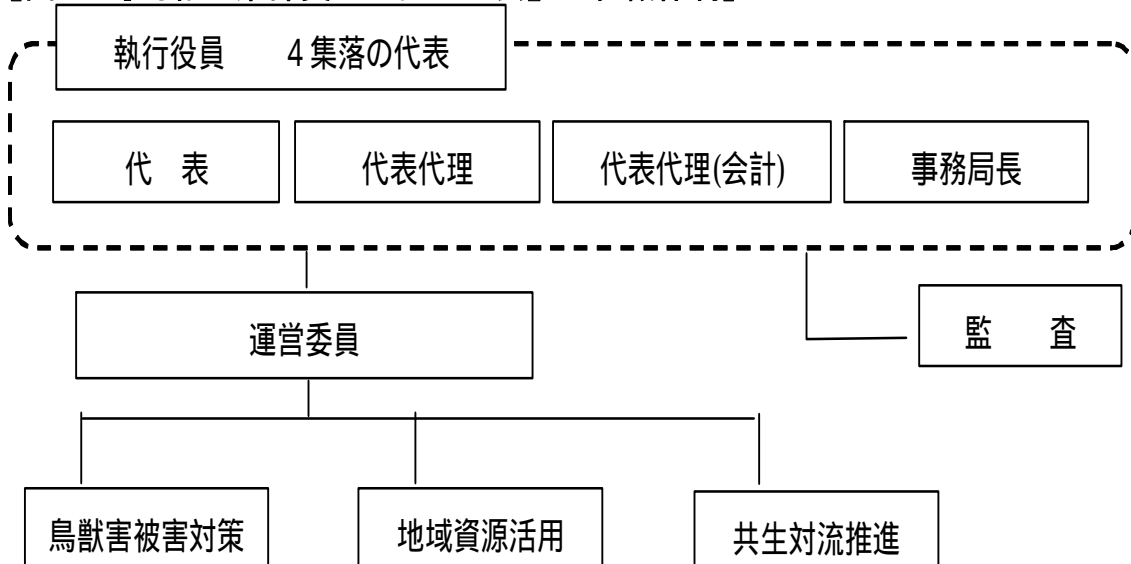 執行役員　　4集落の代表
代　表
代表代理
代表代理(会計)
事務局長
運営委員
監　　査
鳥獣害被害対策
地域資源活用
共生対流推進